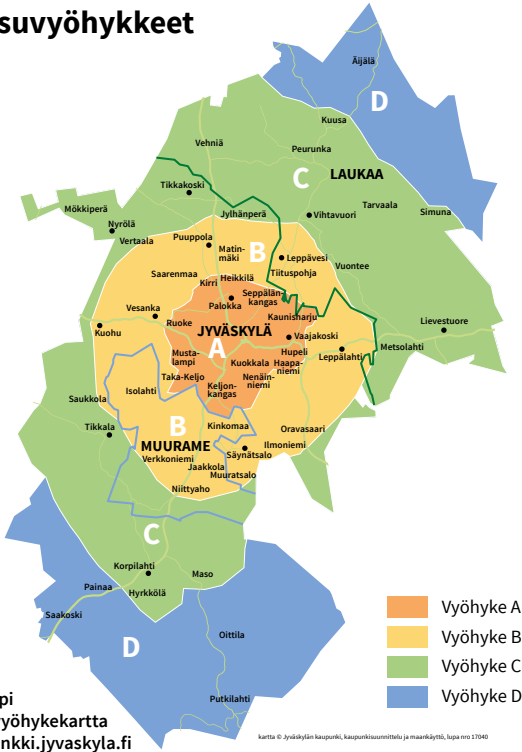 suvyöhykkeet
Äijälä
D
Kuusa
Vehniä
Peurunka
C
LAUKAA
Tikkakoski
Mökkiperä
Nyrölä
Jylhänperä
Vihtavuori
Tarvaala
Simuna
Vertaala
Puuppola
Matin-
mäki
B
Leppävesi
Tiituspohja
Vuontee
Saarenmaa
Kirri
Heikkilä
Seppälän-
kangas
Palokka
Vesanka
Ruoke
Kaunisharju
Kuohu
JYVÄSKYLÄ
Vaajakoski
Lievestuore
Metsolahti
A
Musta-
lampi
Hupeli
Leppälahti
Kuokkala
Haapa-
niemi
Taka-Keljo
Nenäin-
niemi
Keljon-
kangas
Isolahti
Saukkola
Tikkala
B
Kinkomaa
Oravasaari
MUURAME
Ilmoniemi
Säynätsalo
Verkkoniemi
Jaakkola
Muuratsalo
Niittyaho
C
Korpilahti
Maso
Painaa
Hyrkkölä
Saakoski
D
Oittila
Putkilahti
Vyöhyke A
Vyöhyke B
Vyöhyke C
Vyöhyke D
pi
yöhykekartta
nkki.jyvaskyla.fi
kartta © Jyväskylän kaupunki, kaupunkisuunnittelu ja maankäyttö, lupa nro 17040